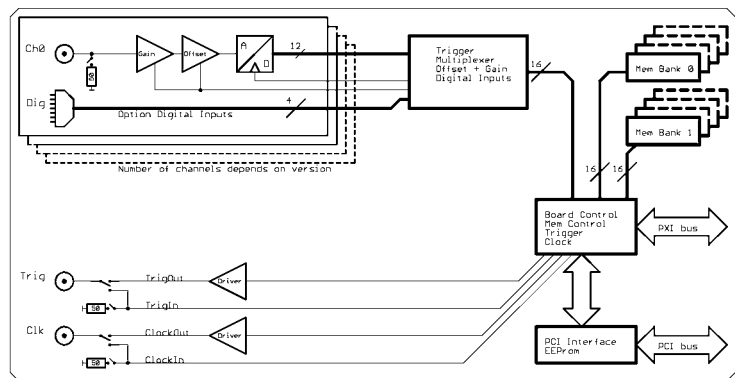 Ch0
50
Gain
Offset
A
D
12
Trigger
Multiplexer
Offset + Gain
Digital Inputs
16
Mem Bank 0
Mem Bank 1
Dig
Option Digital Inputs
4
Number of channels depends on version
16
16
Board Control
Mem Control
Trigger
Clock
PXI bus
Trig
TrigOut
Driver
50
TrigIn
Clk
ClockOut
Driver
50
ClockIn
PCI Interface
EEProm
PCI bus